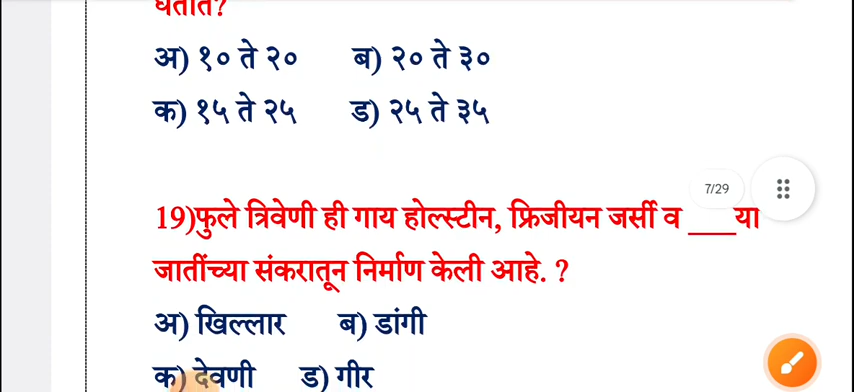 घेतात?
अ) १० ते २० ब) २० ते ३०
क) १५ ते २५ ड) २५ ते ३५
7/29
19)फुले त्रिवेणी ही गाय होल्स्टीन, फ्रिजीयन जर्सी व ___या
जातींच्या संकरातून निर्माण केली आहे. ?
अ) खिल्लार ब) डांगी
क) देवणी ड) गीर